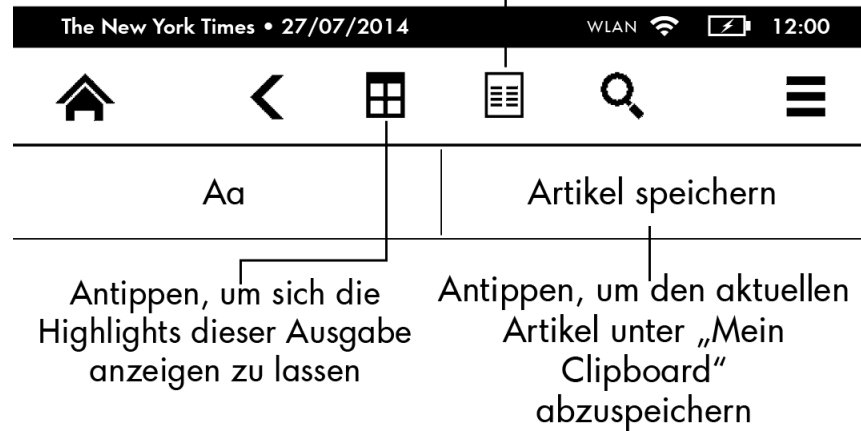 The New York Times • 27/07/2014 WLAN 12:00
Aa Artikel speichern
Antippen, um sich die
Highlights dieser Ausgabe
anzeigen zu lassen
Antippen, um den aktuellen
Artikel unter „Mein
Clipboard“
abzuspeichern